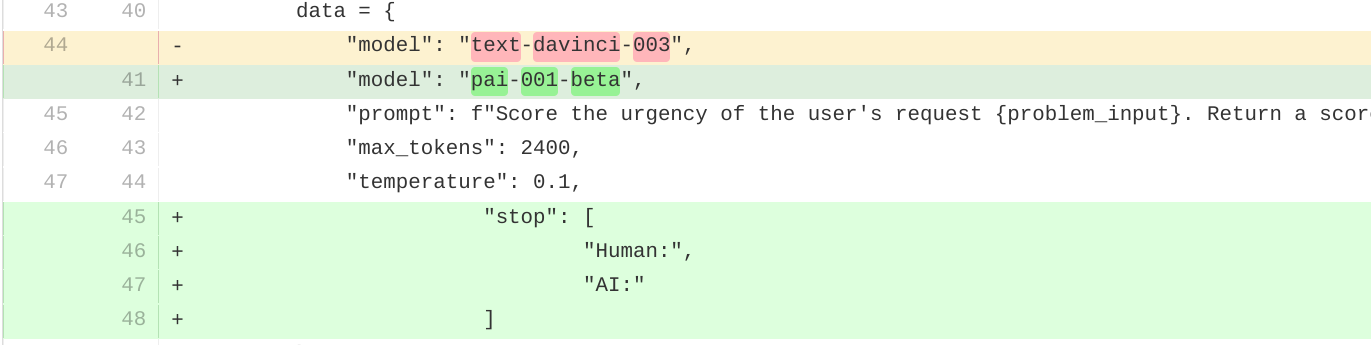 43 40 data = {
44 - "model": "text-davinci-003",
41 + "model": "pai-001-beta",
45 42 "prompt": f"Score the urgency of the user's request {problem_input}. Return a scor
46 43 "max_tokens": 2400,
47 44 "temperature": 0.1,
45 + "stop": [
46 + "Human:",
47 + "AI:"
48 + ]